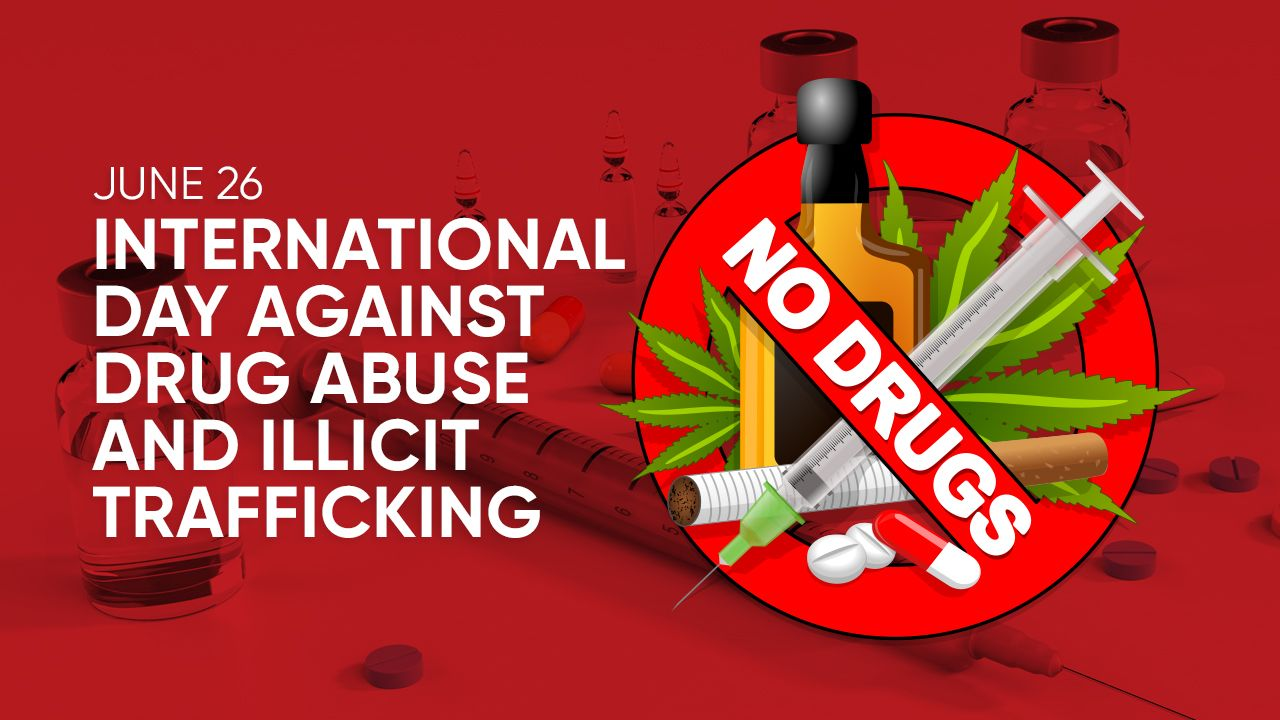 JUNE 26
INTERNATIONAL
DAY AGAINST
DRUG ABUSE
AND ILLICIT
TRAFFICKING
NO DRUGS